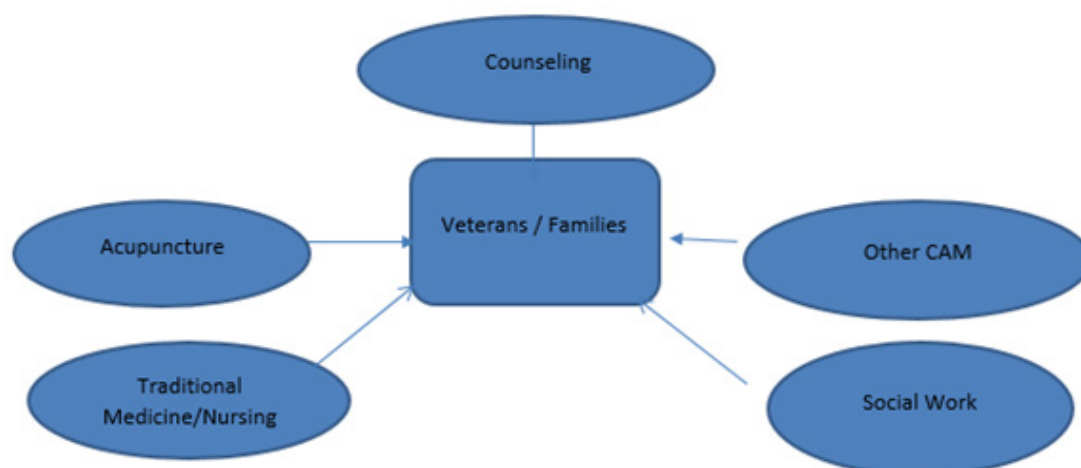 Counseling
Veterans / Families
Acupuncture
Other CAM
Traditional
Medicine/Nursing
Social Work